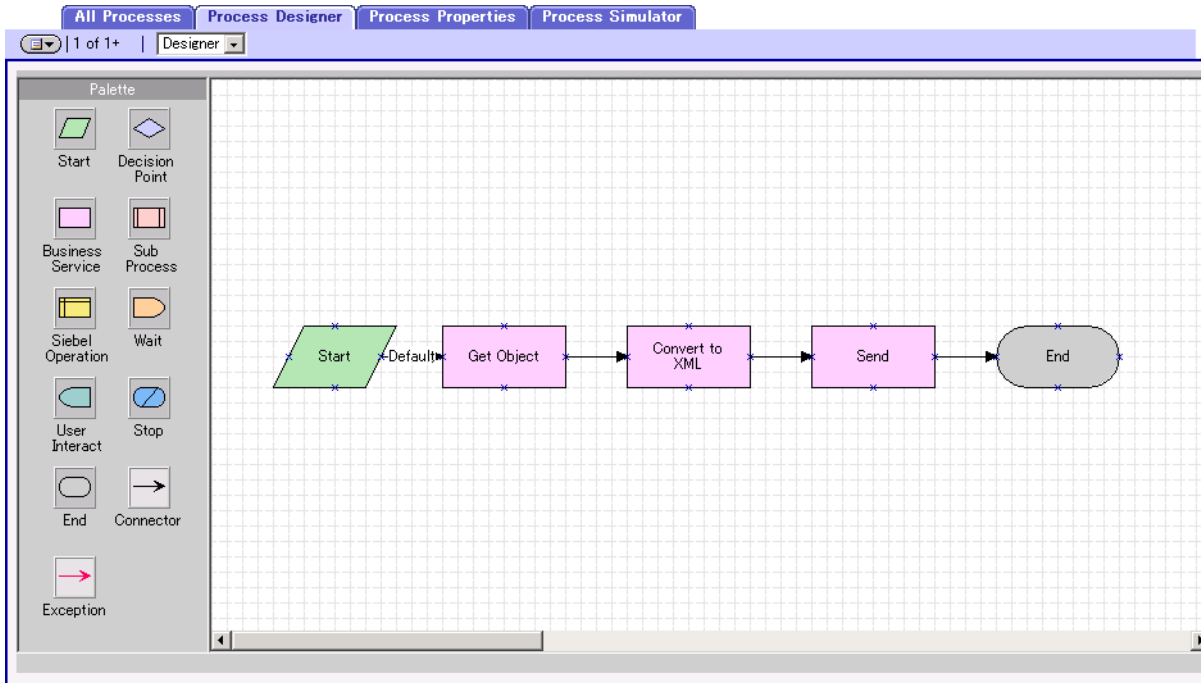 All Processes
Process Designer
Process Properties
Process Simulator
1 of 1+
Designer
Palette
Start
Decision
Point
Business
Service
Sub
Process
Siebel
Operation
Wait
User
Interact
Stop
End
Connector
Exception
Start
Default
Get Object
Convert to
XML
Send
End